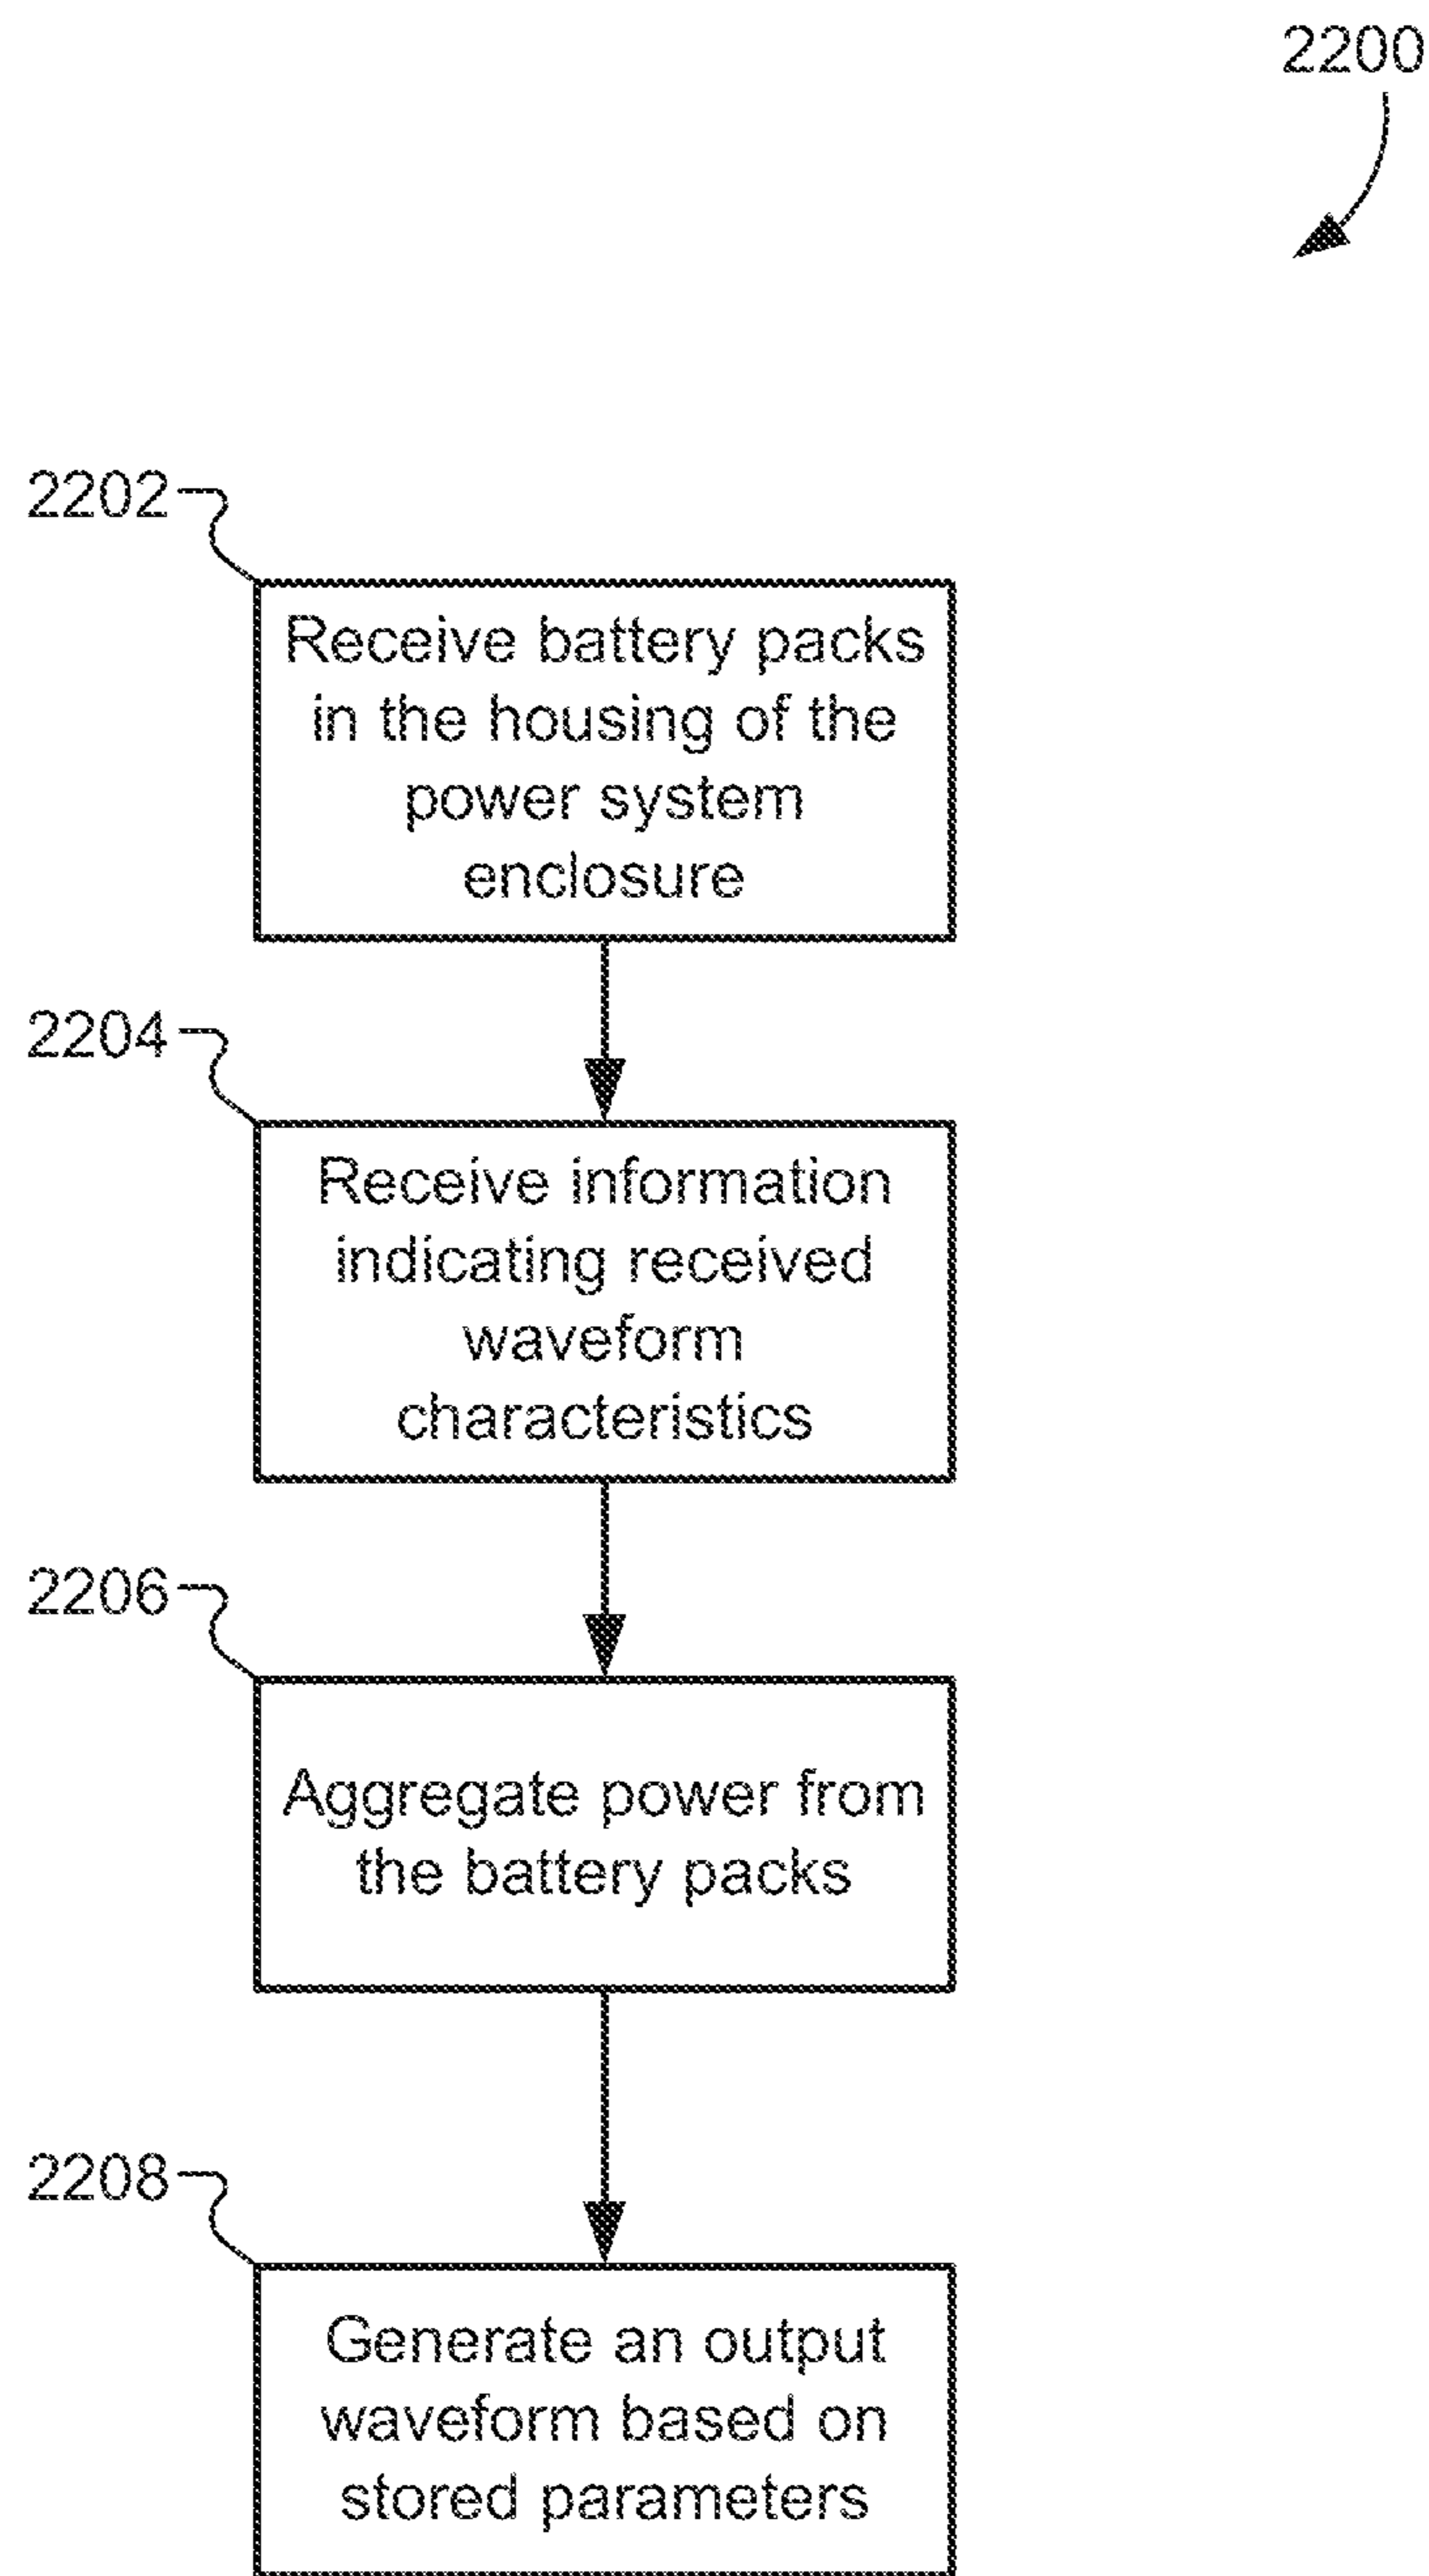 2200
2202
Receive battery packs
in the housing of the
power system
enclosure
2204
Receive information
indicating received
waveform
characteristics
2206
Aggregate power from
the battery packs
2208
Generate an output
waveform based on
stored parameters